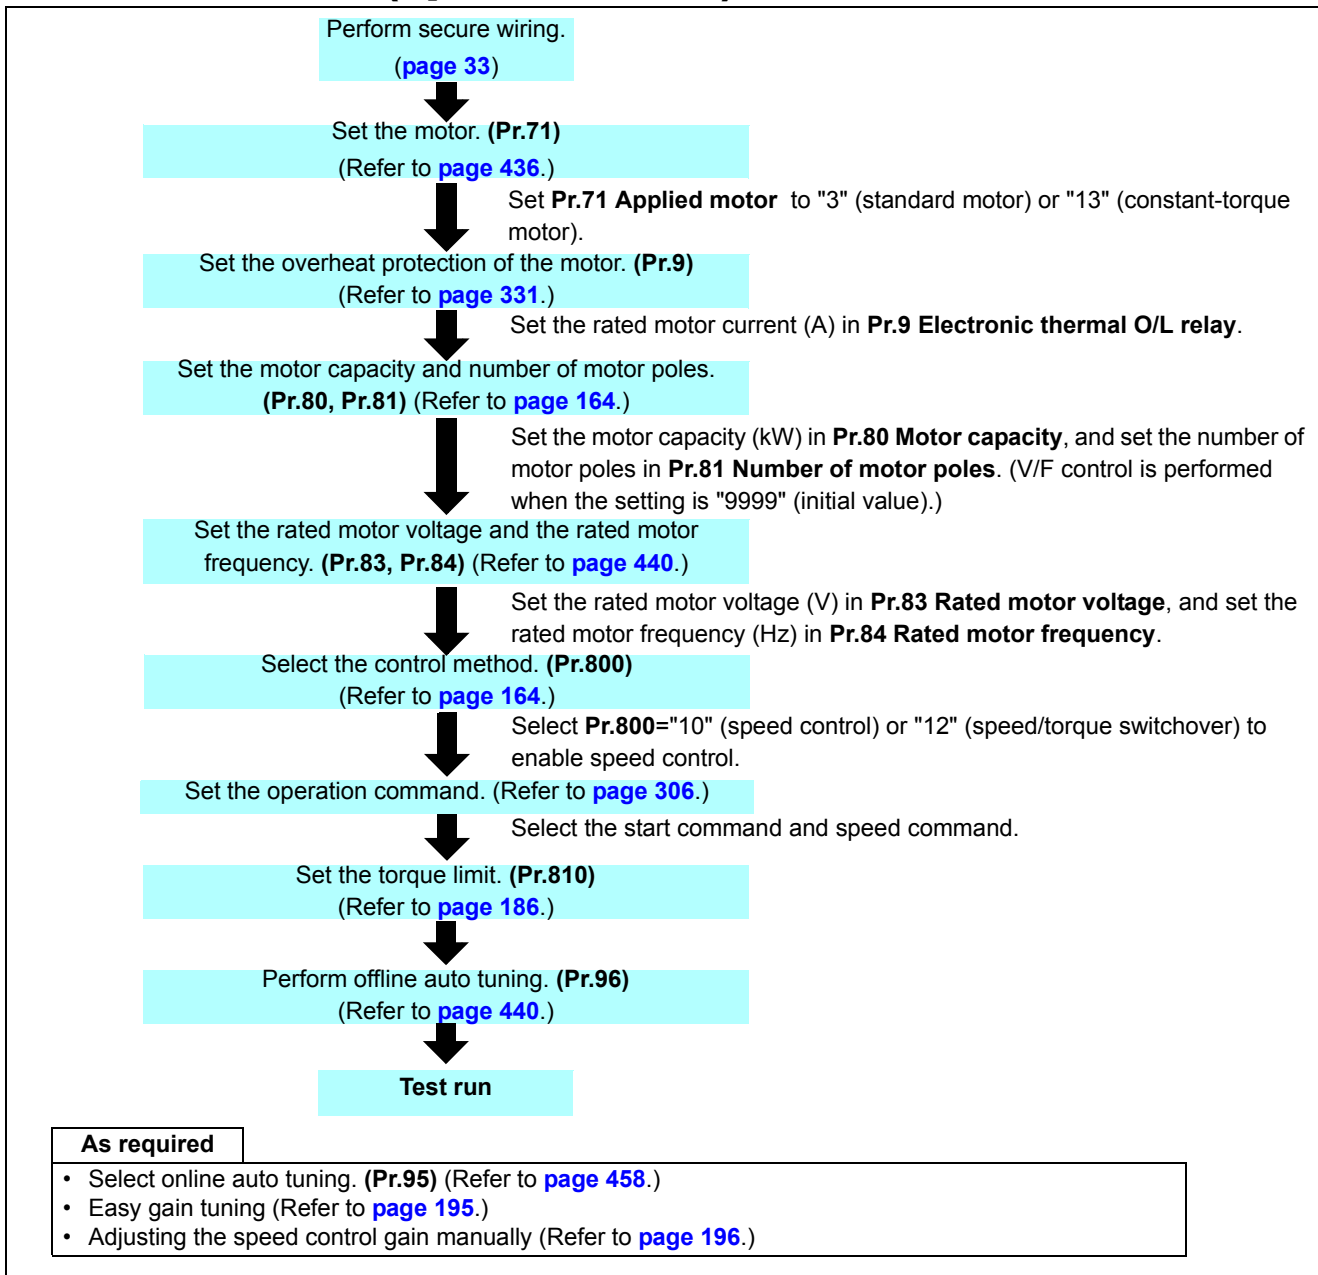 Perform secure wiring.
(page 33)
Set the motor. (Pr.71)
(Refer to page 436.)
Set Pr.71 Applied motor to "3" (standard motor) or "13" (constant-torque
motor).
Set the overheat protection of the motor. (Pr.9)
(Refer to page 331.)
Set the rated motor current (A) in Pr.9 Electronic thermal O/L relay.
Set the motor capacity and number of motor poles.
(Pr.80, Pr.81) (Refer to page 164.)
Set the motor capacity (kW) in Pr.80 Motor capacity, and set the number of
motor poles in Pr.81 Number of motor poles. (V/F control is performed
when the setting is "9999" (initial value).)
Set the rated motor voltage and the rated motor
frequency. (Pr.83, Pr.84) (Refer to page 440.)
Set the rated motor voltage (V) in Pr.83 Rated motor voltage, and set the
rated motor frequency (Hz) in Pr.84 Rated motor frequency.
Select the control method. (Pr.800)
(Refer to page 164.)
Select Pr.800="10" (speed control) or "12" (speed/torque switchover) to
enable speed control.
Set the operation command. (Refer to page 306.)
Select the start command and speed command.
Set the torque limit. (Pr.810)
(Refer to page 186.)
Perform offline auto tuning. (Pr.96)
(Refer to page 440.)
Test run
As required
• Select online auto tuning. (Pr.95) (Refer to page 458.)
• Easy gain tuning (Refer to page 195.)
• Adjusting the speed control gain manually (Refer to page 196.)